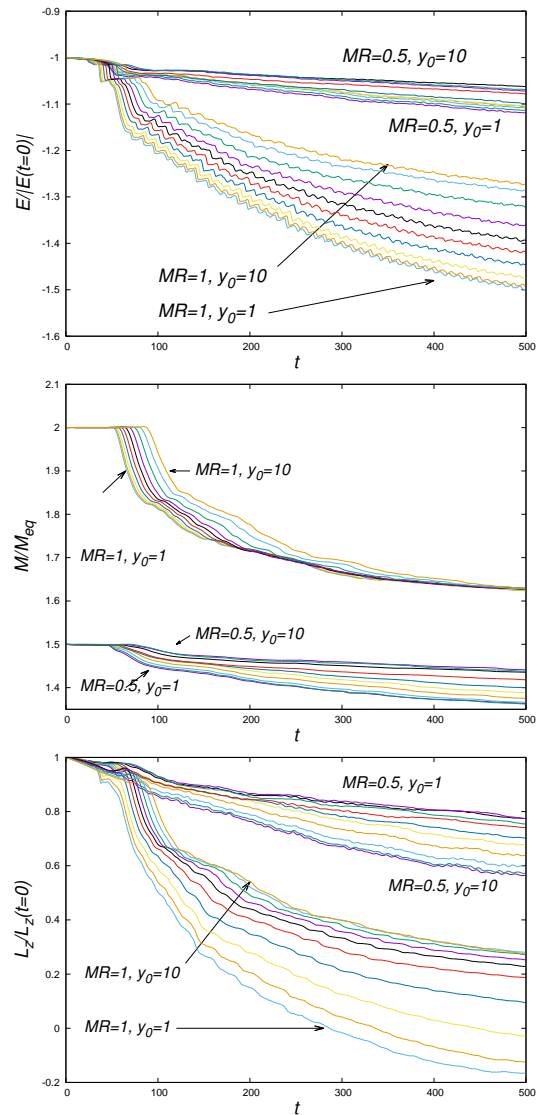 -0.9
-1
-1.1
-1.2
-1.3
-1.4
-1.5
-1.6
E/|E(t=0)|
MR=0.5, y0=10
MR=0.5, y0=1
MR=1, y0=10
MR=1, y0=1
0 100 200 300 400 500
t
2.1
2
1.9
1.8
1.7
1.6
1.5
1.4
M/Meq
MR=1, y0=10
MR=1, y0=1
MR=0.5, y0=10
MR=0.5, y0=1
0 100 200 300 400 500
t
1
0.8
0.6
0.4
0.2
0
-0.2
Lz/Lz(t=0)
MR=0.5, y0=1
MR=0.5, y0=10
MR=1, y0=10
MR=1, y0=1
0 100 200 300 400 500
t